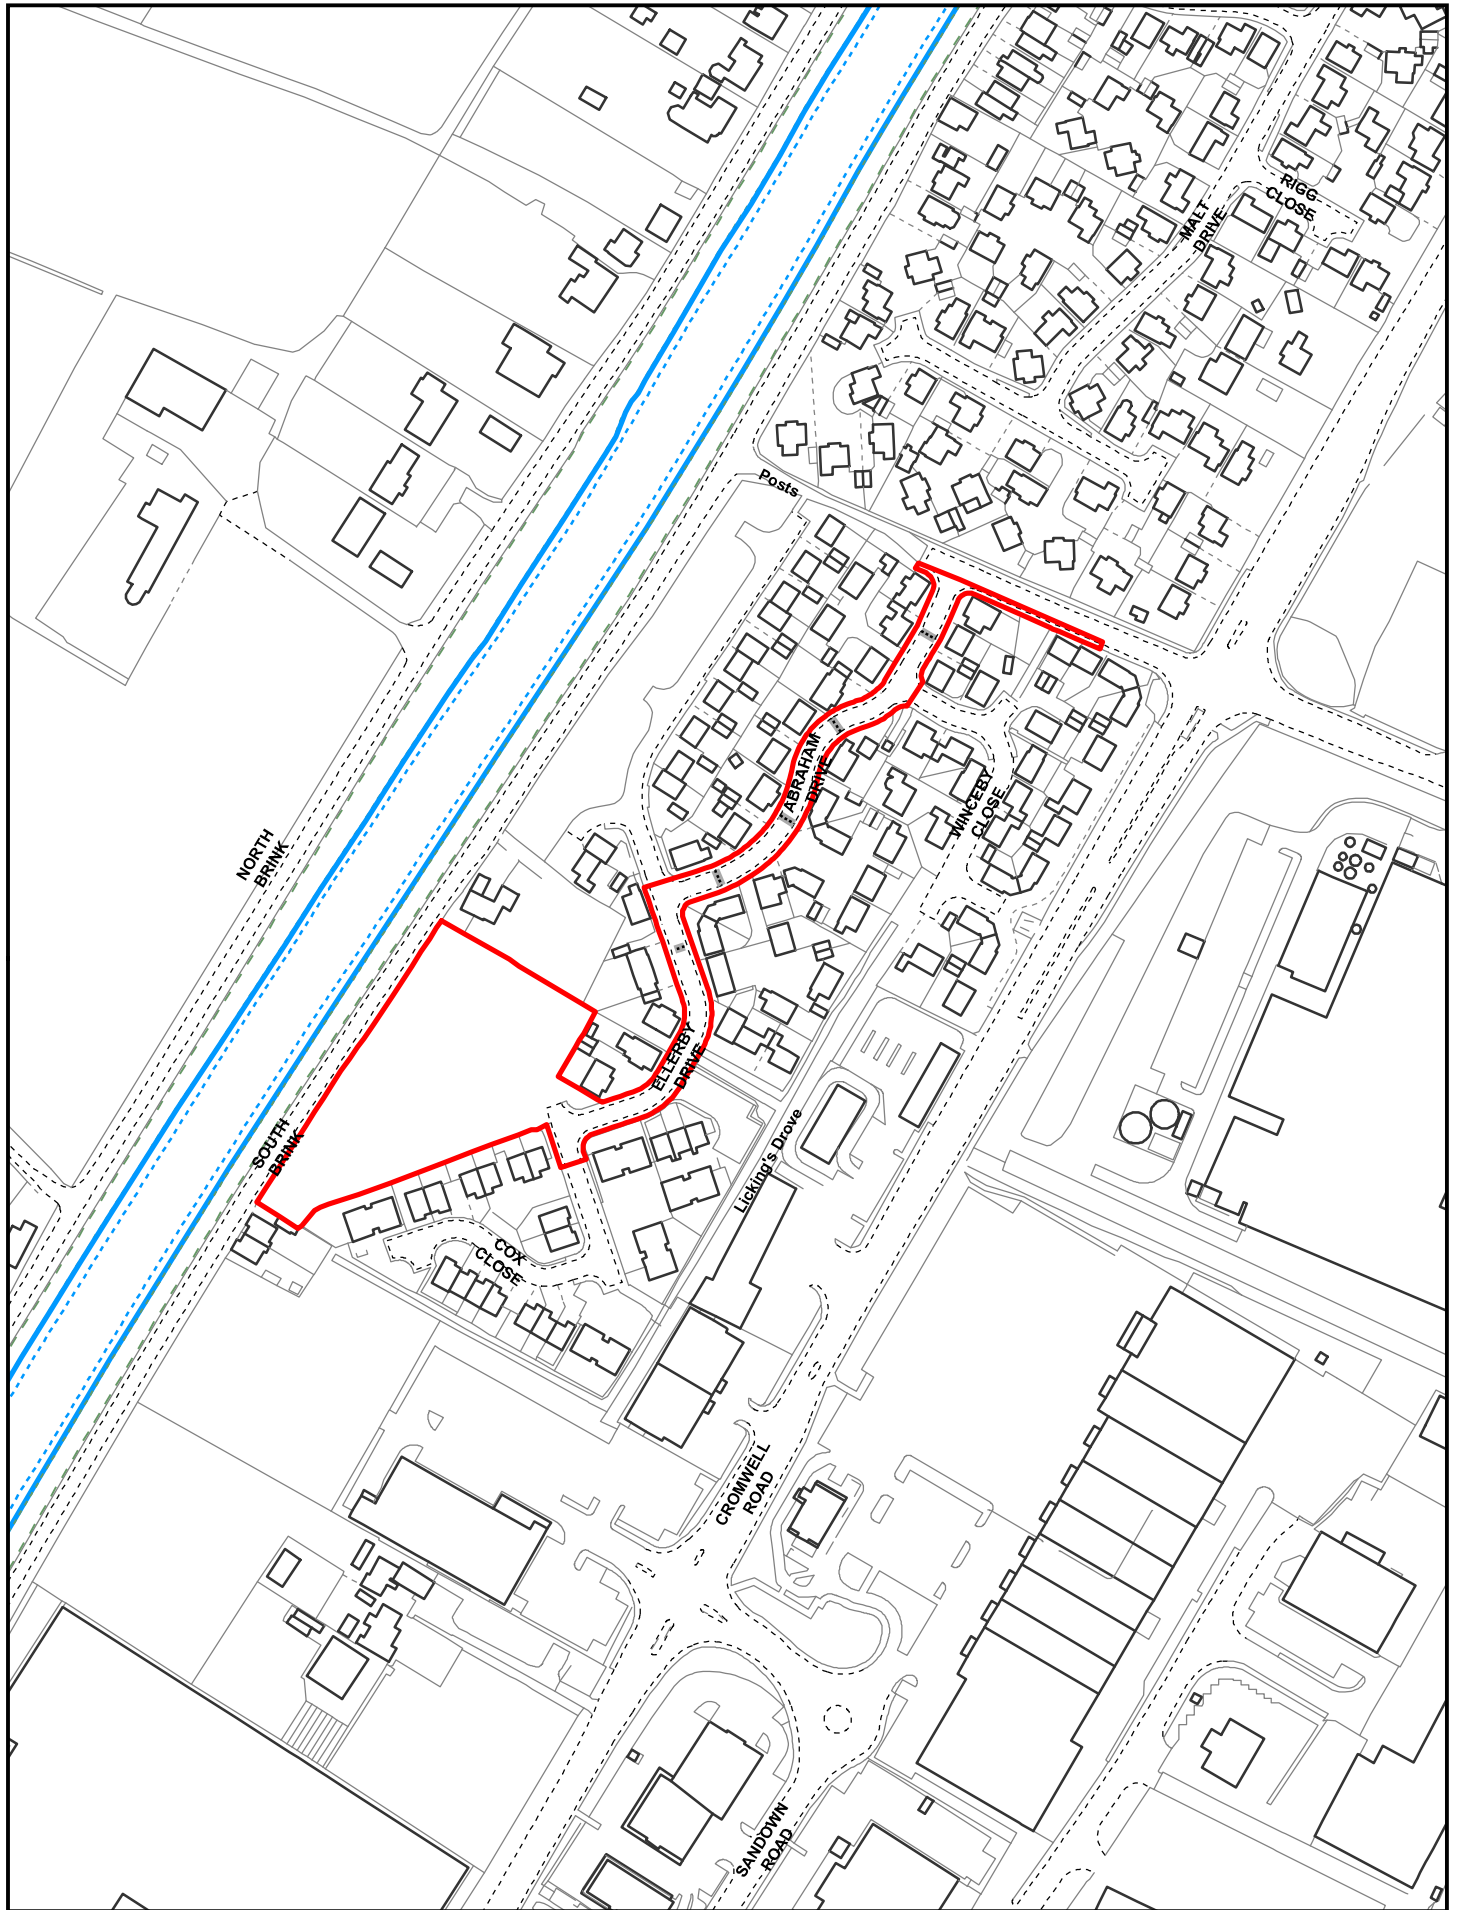 RIGG
CLOSE
MALT
DRIVE
Posts
ABRAHAM
DRIVE
WINCEBY
CLOSE
NORTH
BRINK
ELLERBY
DRIVE
SOUTH
BRINK
Licking's Drove
COX
CLOSE
CROMWELL
ROAD
SANDOWN
ROAD